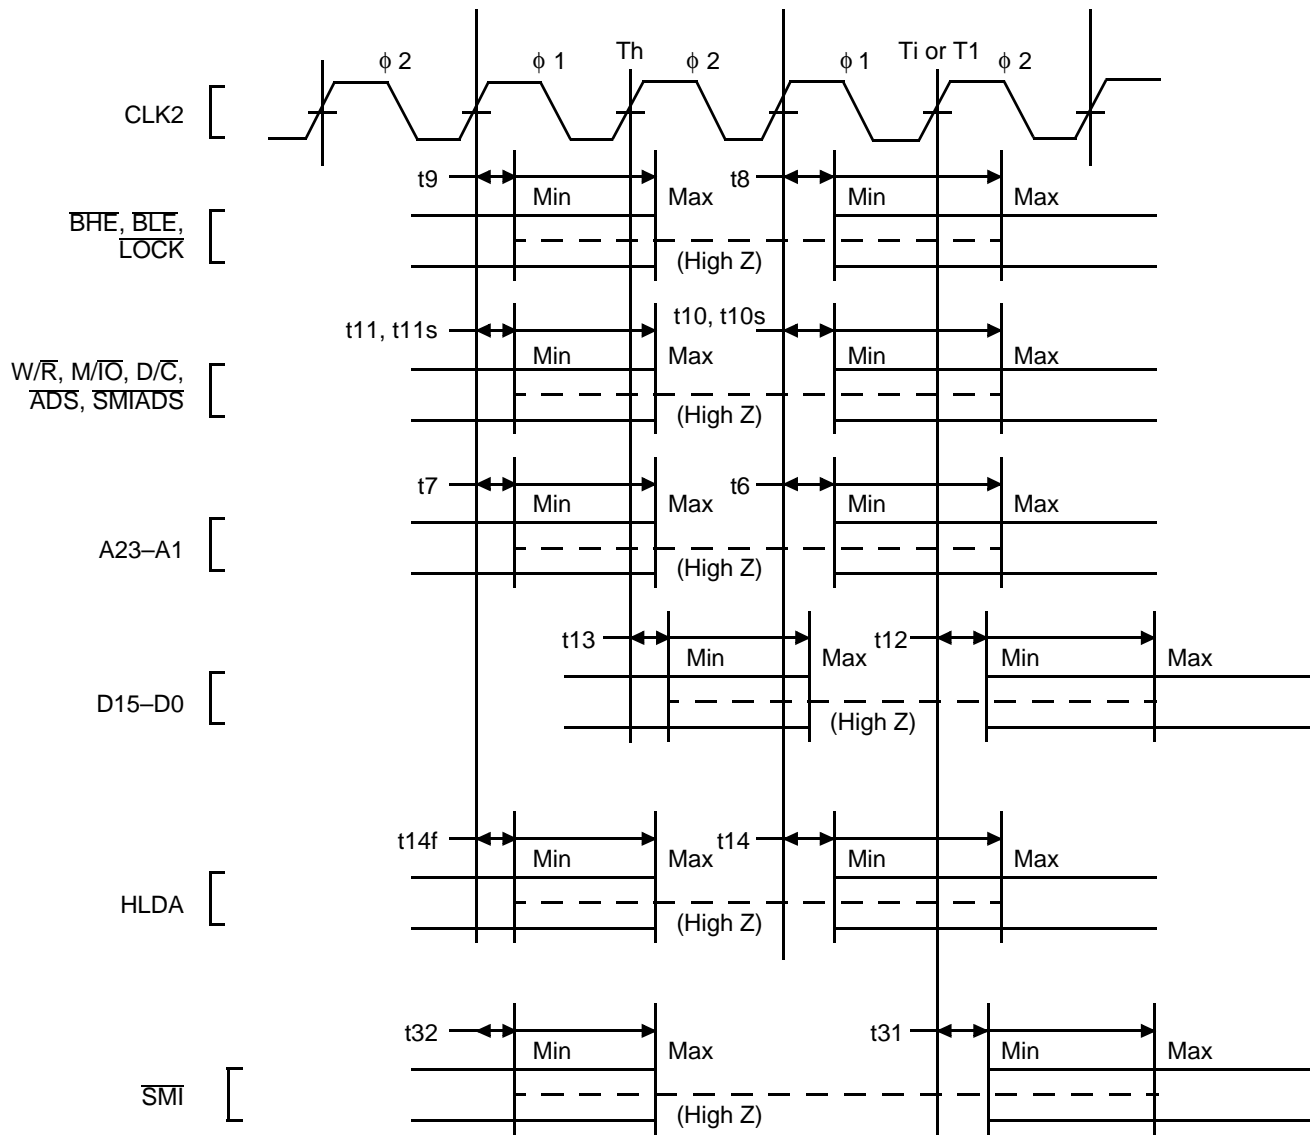 Th Ti or T1
ϕ 2 ϕ 1 ϕ 2 ϕ 1 ϕ 2
CLK2
t9 t8
Min Max Min Max
BHE, BLE,
LOCK
(High Z)
t11, t11s t10, t10s
Min Max Min Max
W/R, M/IO, D/C,
ADS, SMIADS
(High Z)
t7 t6
Min Max Min Max
A23–A1
(High Z)
t13 t12
Min Max Min Max
D15–D0
(High Z)
t14f t14
Min Max Min Max
HLDA
(High Z)
t32 t31
Min Max Min Max
SMI
(High Z)